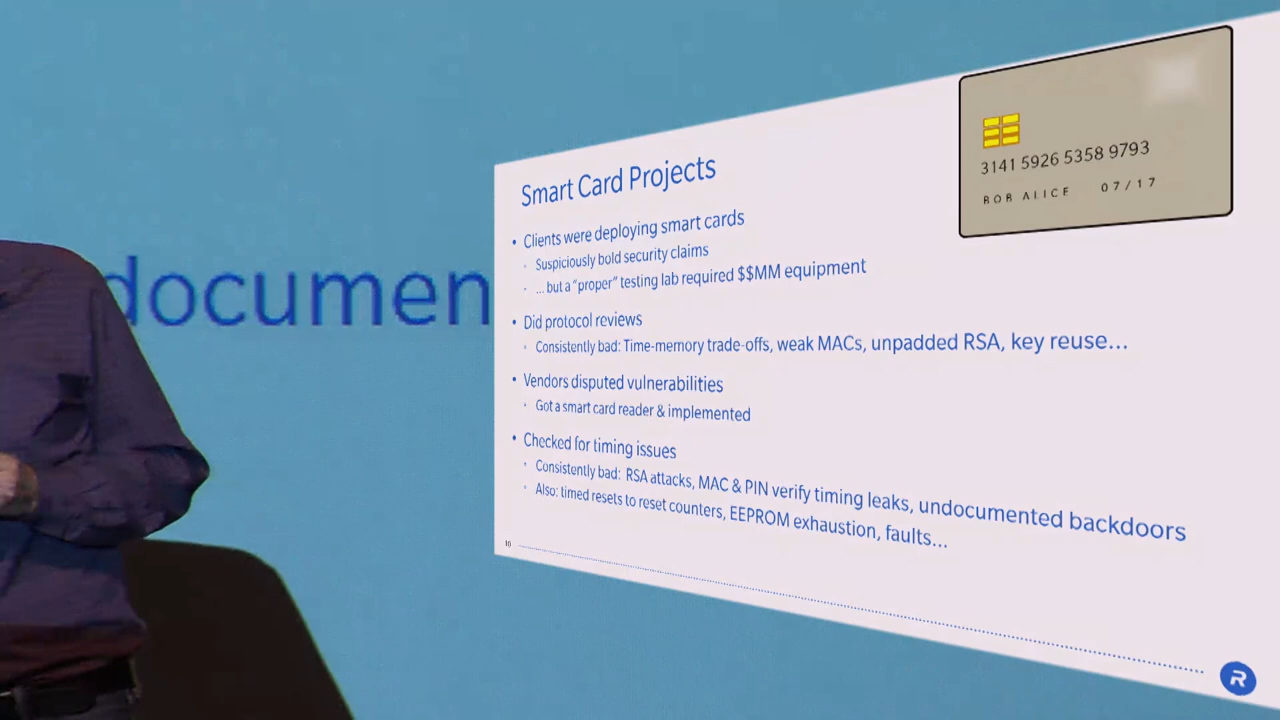 documen
3141 5926 5358 9793
BOB ALICE 07/17
Smart Card Projects
• Clients were deploying smart cards
• Suspiciously bold security claims
• ... but a "proper" testing lab required $$MM equipment
• Did protocol reviews
• Consistently bad: Time-memory trade-offs, weak MACs, unpadded RSA, key reuse...
• Vendors disputed vulnerabilities
• Got a smart card reader & implemented
• Checked for timing issues
• Consistently bad: RSA attacks, MAC & PIN verify timing leaks, undocumented backdoors
• Also: timed resets to reset counters, EEPROM exhaustion, faults...
10
R